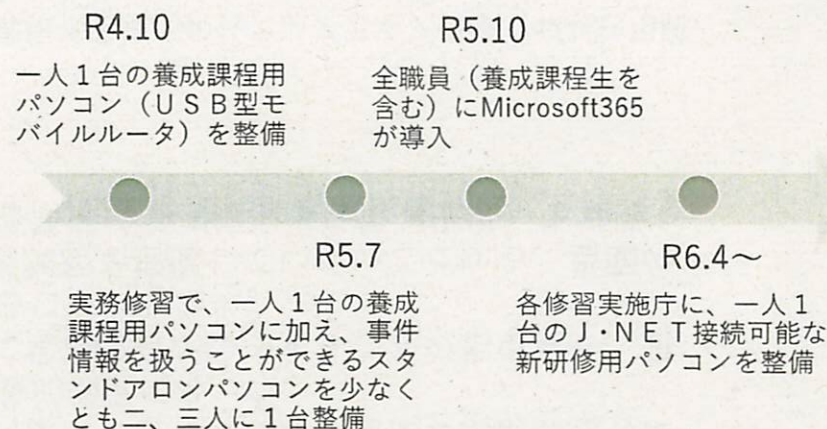 R4.10
一人1台の養成課程用
パソコン（USB型モ
バイルルータ）を整備
R5.10
全職員（養成課程生を
含む）にMicrosoft365
が導入
R5.7
実務修習で、一人1台の養成
課程用パソコンに加え、事件
情報を扱うことができるスタ
ンドアロンパソコンを少なく
とも二、三人に1台整備
R6.4～
各修習実施庁に、一人1
台のJ・NET接続可能な
新研修用パソコンを整備